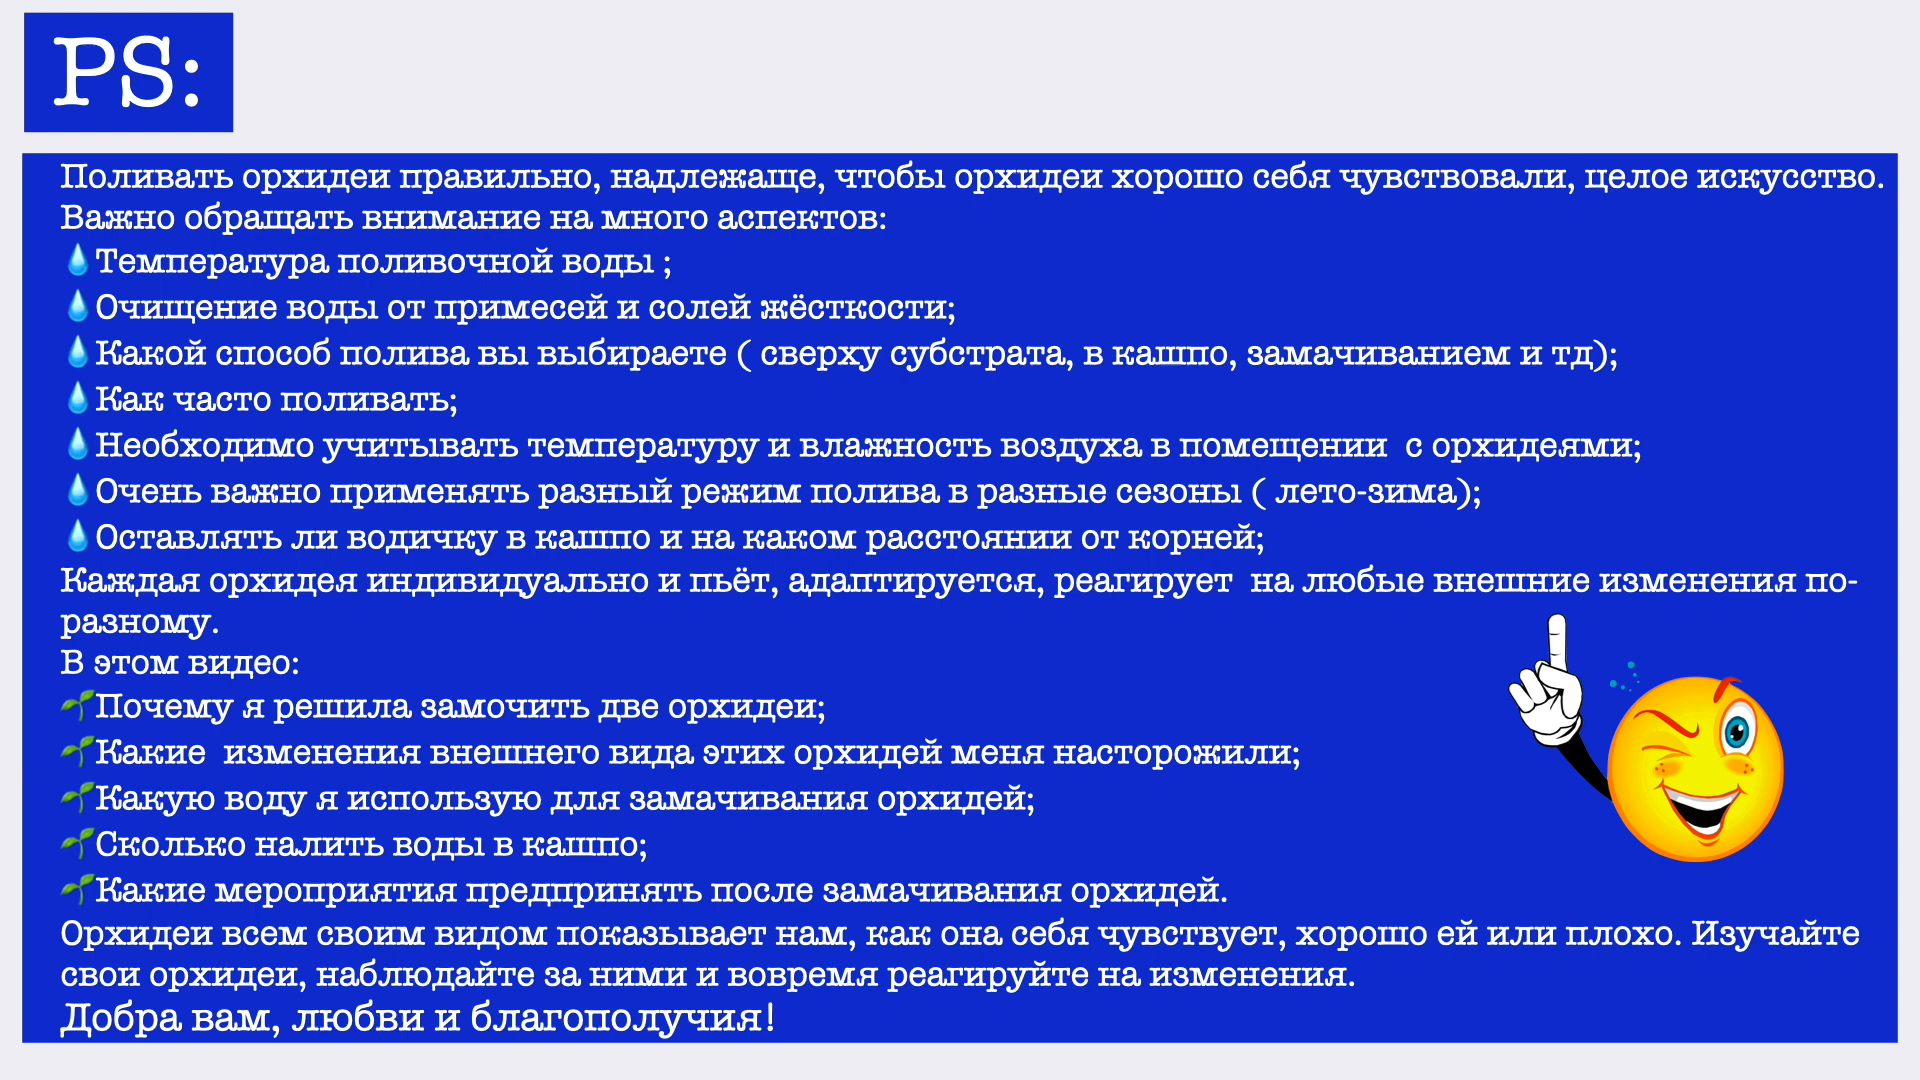 PS:
Поливать орхидеи правильно, надлежаще, чтобы орхидеи хорошо себя чувствовали, целое искусство.
Важно обращать внимание на много аспектов:
💧Температура поливочной воды ;
💧Очищение воды от примесей и солей жёсткости;
💧Какой способ полива вы выбираете ( сверху субстрата, в кашпо, замачиванием и тд);
💧Как часто поливать;
💧Необходимо учитывать температуру и влажность воздуха в помещении  с орхидеями;
💧Очень важно применять разный режим полива в разные сезоны ( лето-зима);
💧Оставлять ли водичку в кашпо и на каком расстоянии от корней;
Каждая орхидея индивидуально и пьёт, адаптируется, реагирует  на любые внешние изменения по-
разному.
В этом видео:
🌱Почему я решила замочить две орхидеи;
🌱Какие  изменения внешнего вида этих орхидей меня насторожили;
🌱Какую воду я использую для замачивания орхидей;
🌱Сколько налить воды в кашпо;
🌱Какие мероприятия предпринять после замачивания орхидей.
Орхидеи всем своим видом показывает нам, как она себя чувствует, хорошо ей или плохо. Изучайте
свои орхидеи, наблюдайте за ними и вовремя реагируйте на изменения.
Добра вам, любви и благополучия!